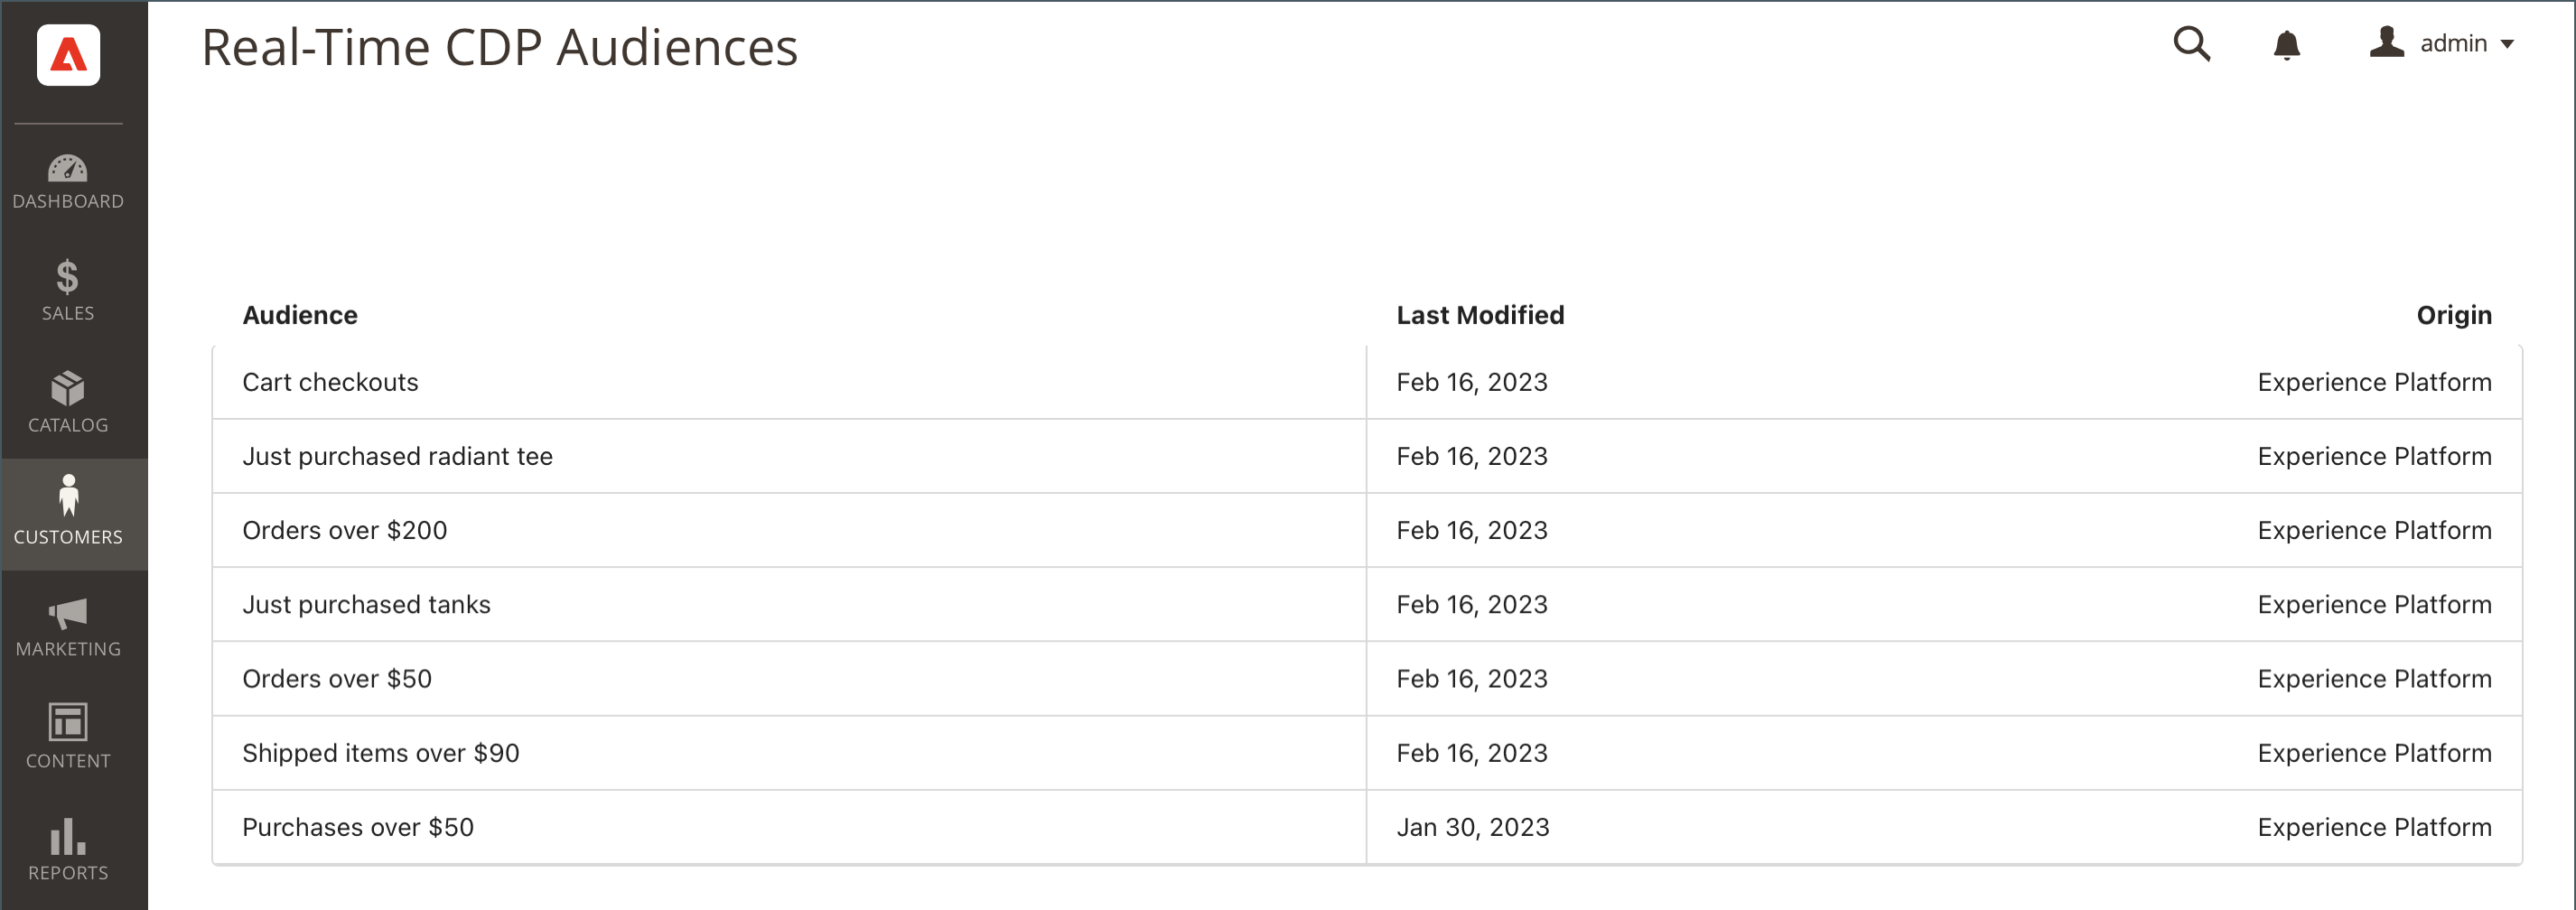 Real-Time CDP Audiences
admin
DASHBOARD
SALES
CATALOG
CUSTOMERS
MARKETING
CONTENT
REPORTS
Audience Last Modified Origin
Cart checkouts Feb 16, 2023 Experience Platform
Just purchased radiant tee Feb 16, 2023 Experience Platform
Orders over $200 Feb 16, 2023 Experience Platform
Just purchased tanks Feb 16, 2023 Experience Platform
Orders over $50 Feb 16, 2023 Experience Platform
Shipped items over $90 Feb 16, 2023 Experience Platform
Purchases over $50 Jan 30, 2023 Experience Platform